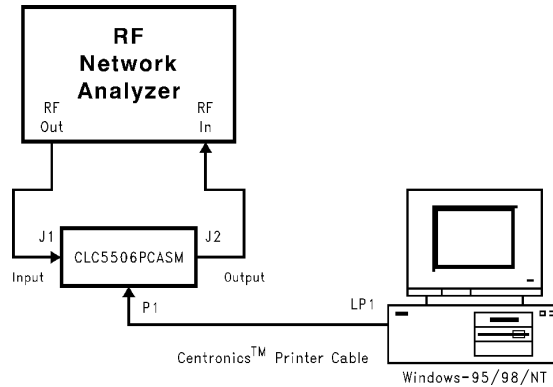 RF
Network
Analyzer
RF
Out
RF
In
J1
J2
CLC5506PCASM
Input
Output
P1
LP1
Centronics™ Printer Cable
Windows-95/98/NT